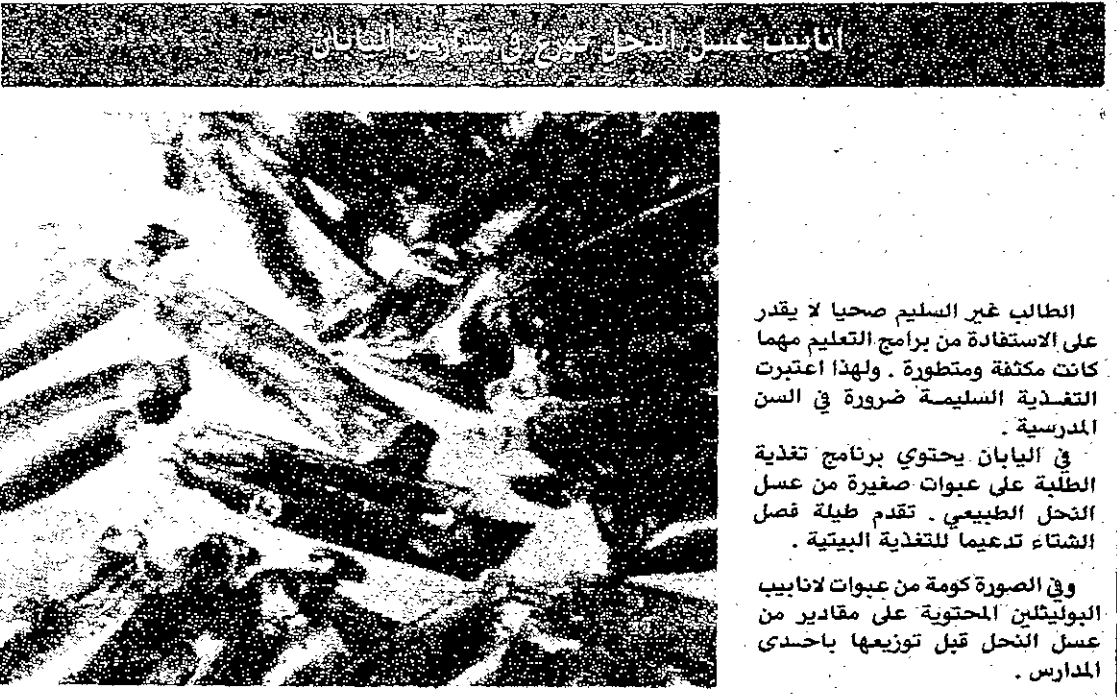 انابيب عسل النحل توزع في مدارس اليابان
الطالب غير السليم صحيا لا يقدر
على الاستفادة من برامج التعليم مهما
كانت مكثفة ومتطورة . ولهذا اعتبرت
التغذية السليمة ضرورة في السن
المدرسية .
في اليابان يحتوي برنامج تغذية
الطلبة على عبوات صغيرة من عسل
النحل الطبيعي . تقدم طيلة فصل
الشتاء تدعيما للتغذية البيتية .
وفي الصورة كومة من عبوات لانابيب
البوليثلين المحتوية على مقادير من
عسل النحل قبل توزيعها باحدى
المدارس .